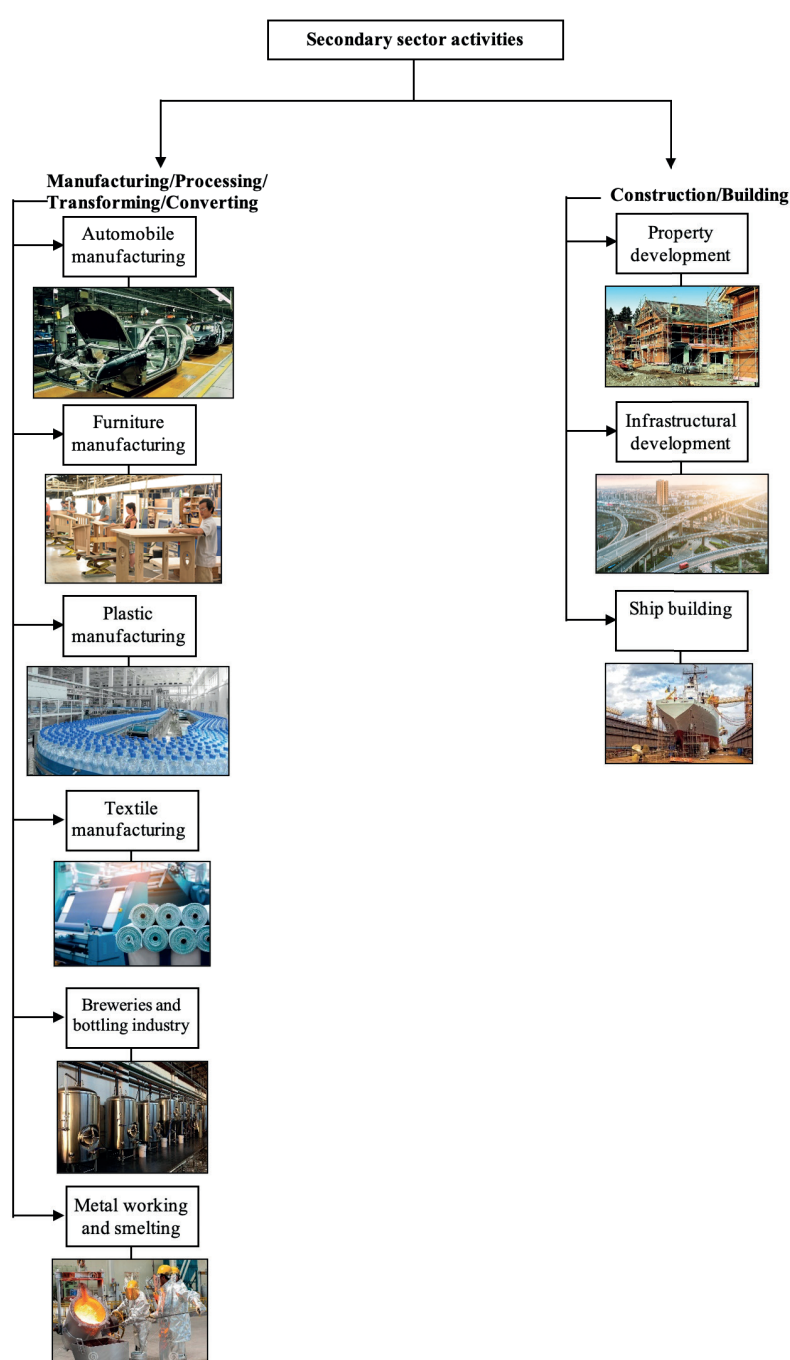 Secondary sector activities
Manufacturing/Processing/
Transforming/Converting
Automobile
manufacturing
Furniture
manufacturing
Plastic
manufacturing
Textile
manufacturing
Breweries and
bottling industry
Metal working
and smelting
Construction/Building
Property
development
Infrastructural
development
Ship building